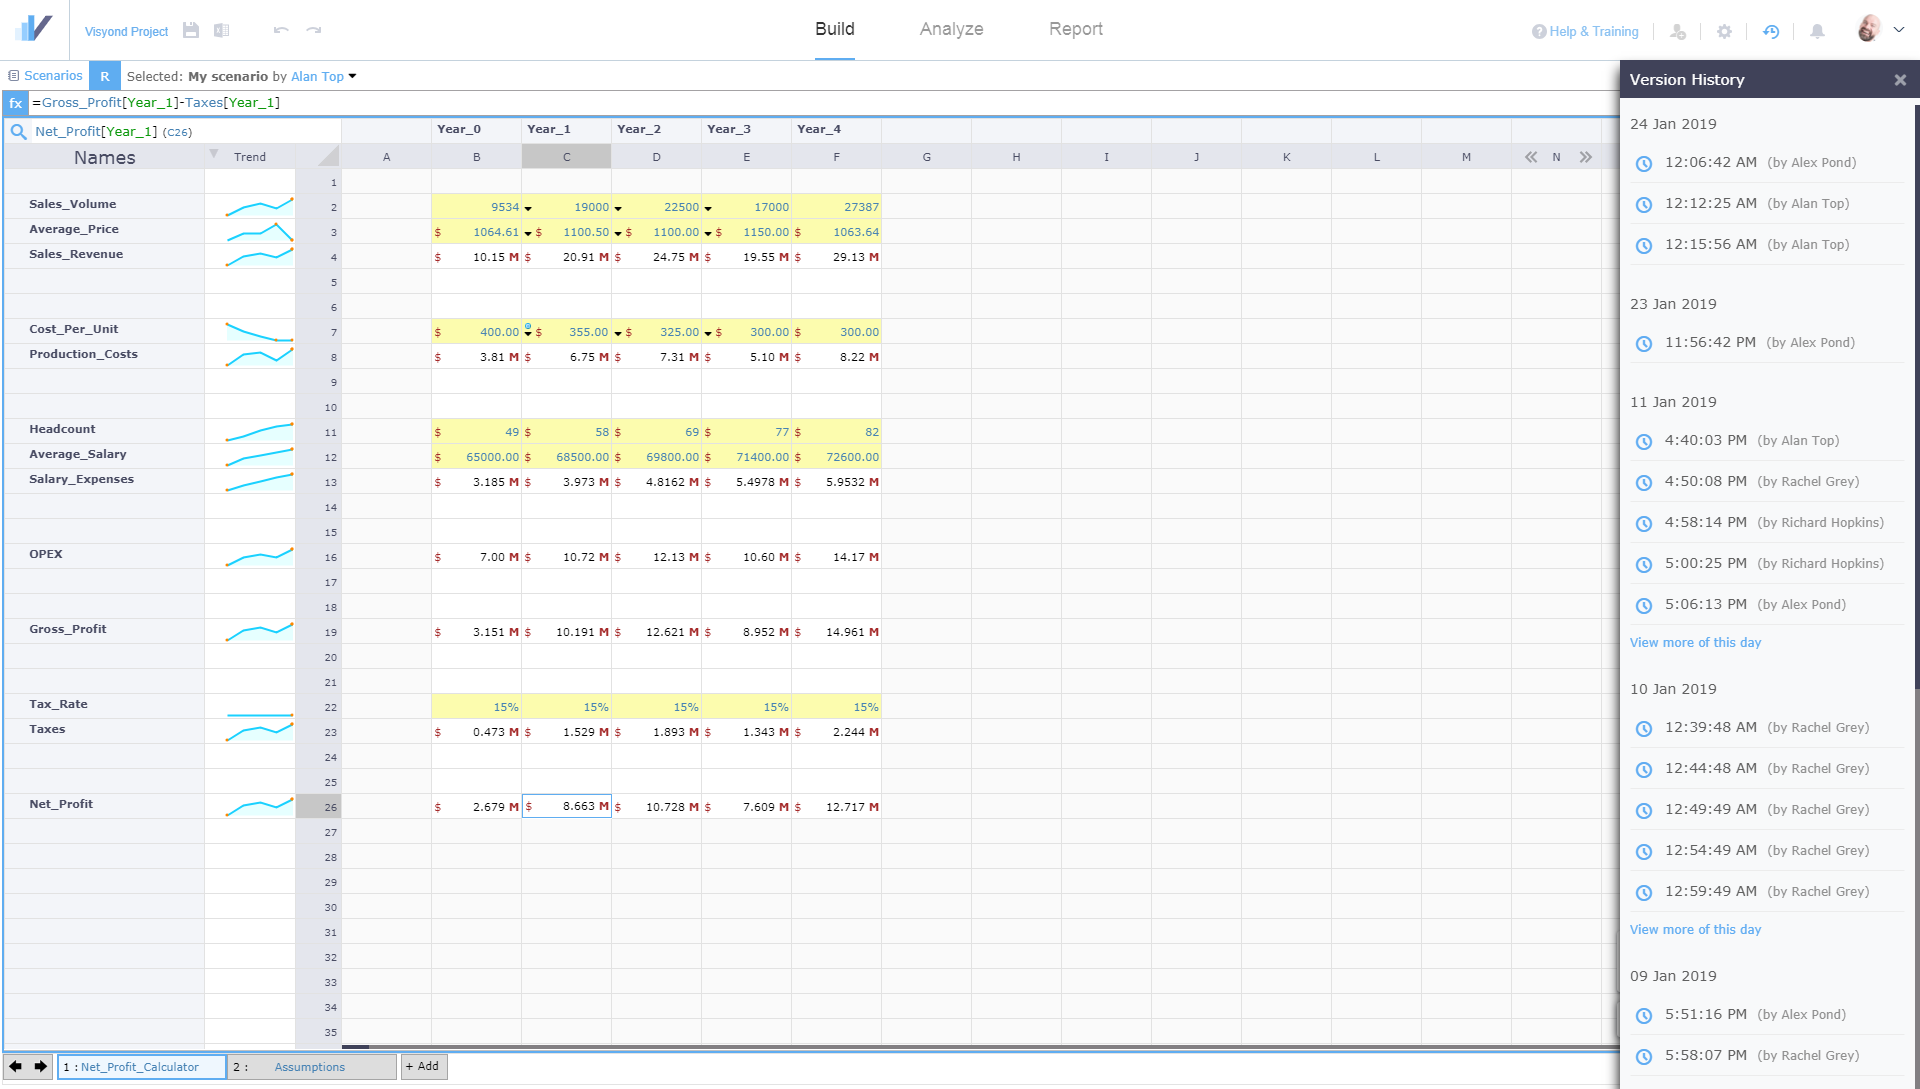 Visyond Project
Build
Analyze
Report
Help & Training
Scenarios
R
Selected: My scenario by Alan Top
fx
=Gross_Profit[Year_1]-Taxes[Year_1]
Net_Profit[Year_1] (C26)
Year_0 Year_1 Year_2 Year_3 Year_4
Names Trend A B C D E F G H I J K L M N
1
Sales_Volume 2 9534 19000 22500 17000 27387
Average_Price 3 $ 1064.61 $ 1100.50 $ 1100.00 $ 1150.00 $ 1063.64
Sales_Revenue 4 $ 10.15 M $ 20.91 M $ 24.75 M $ 19.55 M $ 29.13 M
5
6
Cost_Per_Unit 7 $ 400.00 $ 355.00 $ 325.00 $ 300.00 $ 300.00
Production_Costs 8 $ 3.81 M $ 6.75 M $ 7.31 M $ 5.10 M $ 8.22 M
9
10
Headcount 11 $ 49 $ 58 $ 69 $ 77 $ 82
Average_Salary 12 $ 65000.00 $ 68500.00 $ 69800.00 $ 71400.00 $ 72600.00
Salary_Expenses 13 $ 3.185 M $ 3.973 M $ 4.8162 M $ 5.4978 M $ 5.9532 M
14
15
OPEX 16 $ 7.00 M $ 10.72 M $ 12.13 M $ 10.60 M $ 14.17 M
17
18
Gross_Profit 19 $ 3.151 M $ 10.191 M $ 12.621 M $ 8.952 M $ 14.961 M
20
21
Tax_Rate 22 15% 15% 15% 15% 15%
Taxes 23 $ 0.473 M $ 1.529 M $ 1.893 M $ 1.343 M $ 2.244 M
24
25
Net_Profit 26 $ 2.679 M $ 8.663 M $ 10.728 M $ 7.609 M $ 12.717 M
27
28
29
30
31
32
33
34
35
1 : Net_Profit_Calculator
2 : Assumptions
+ Add
Version History
24 Jan 2019
12:06:42 AM (by Alex Pond)
12:12:25 AM (by Alan Top)
12:15:56 AM (by Alan Top)
23 Jan 2019
11:56:42 PM (by Alex Pond)
11 Jan 2019
4:40:03 PM (by Alan Top)
4:50:08 PM (by Rachel Grey)
4:58:14 PM (by Richard Hopkins)
5:00:25 PM (by Richard Hopkins)
5:06:13 PM (by Alex Pond)
View more of this day
10 Jan 2019
12:39:48 AM (by Rachel Grey)
12:44:48 AM (by Rachel Grey)
12:49:49 AM (by Rachel Grey)
12:54:49 AM (by Rachel Grey)
12:59:49 AM (by Rachel Grey)
View more of this day
09 Jan 2019
5:51:16 PM (by Alex Pond)
5:58:07 PM (by Rachel Grey)